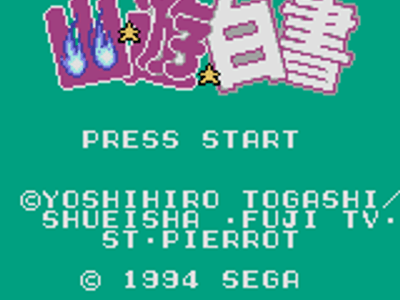 幽遊白書
PRESS START
©YOSHIHIRO TOGASHI/
SHUEISHA ·FUJI TV·
ST·PIERROT
© 1994 SEGA